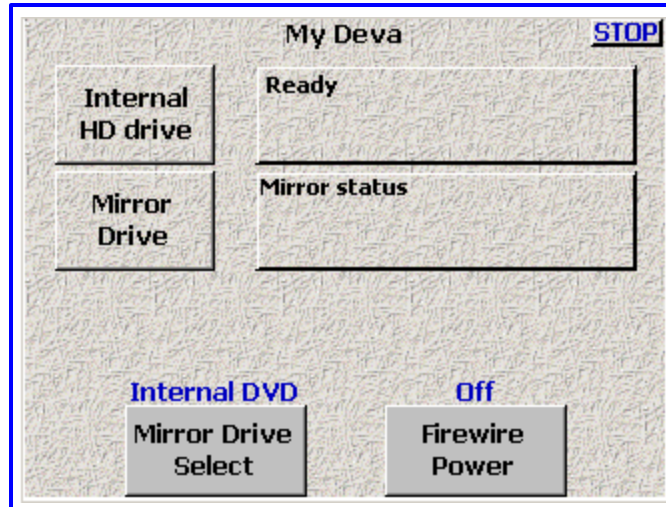 My Deva
STOP
Internal
HD drive
Ready
Mirror
Drive
Mirror status
Internal DVD
Off
Mirror Drive
Select
Firewire
Power